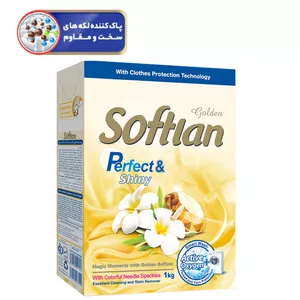 پاک کننده لکه های
سخت و مقاوم
With Clothes Protection Technology
Golden
Softlan
Perfect &
Shiny
Active
Oxygen
Magic Moments with Golden Softlan
With Colorful Needle Speckles 1kg
Excellent Cleaning and Stain Remover